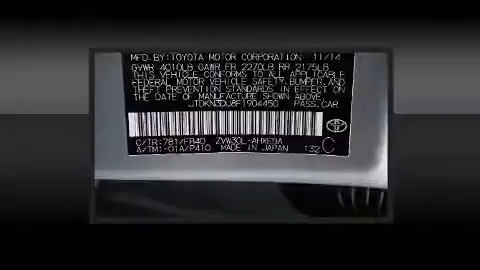 MFD.BY:TOYOTA MOTOR CORPORATION 11/14
GVWR 4010LB GAWR FR 2270LB RR 2175LB
THIS VEHICLE CONFORMS TO ALL APPLICABLE
FEDERAL MOTOR VEHICLE SAFETY, BUMPER, AND
THEFT PREVENTION STANDARDS IN EFFECT ON THE
DATE OF MANUFACTURE SHOWN ABOVE.
JTDKN3DU8F1904450 PASS.CAR
C/TR:781/FB40 ZVW30L-AHXEBA
A/TM:-01A/P410 MADE IN JAPAN 132 C